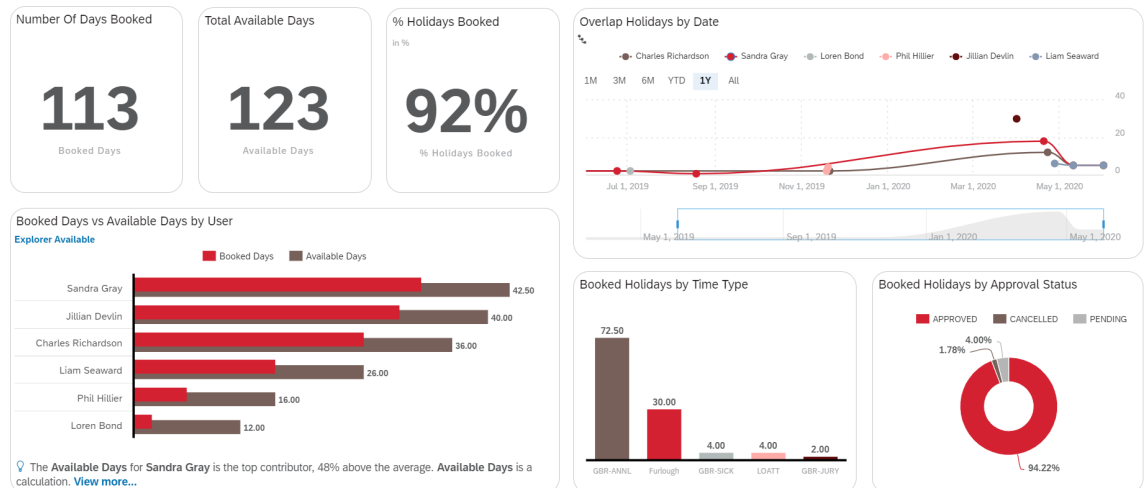 Number Of Days Booked
113
Booked Days
Total Available Days
123
Available Days
% Holidays Booked
in %
92%
% Holidays Booked
Overlap Holidays by Date
Charles Richardson Sandra Gray Loren Bond Phil Hillier Jillian Devlin Liam Seaward
1M 3M 6M YTD 1Y All
40
20
0
Jul 1, 2019 Sep 1, 2019 Nov 1, 2019 Jan 1, 2020 Mar 1, 2020 May 1, 2020
May 1, 2019 Sep 1, 2019 Jan 1, 2020 May 1, 2020
Booked Days vs Available Days by User
Explorer Available
Booked Days Available Days
Sandra Gray 42.50
Jillian Devlin 40.00
Charles Richardson 36.00
Liam Seaward 26.00
Phil Hillier 16.00
Loren Bond 12.00
The Available Days for Sandra Gray is the top contributor, 48% above the average. Available Days is a
calculation. View more...
Booked Holidays by Time Type
72.50
30.00
4.00 4.00 2.00
GBR-ANNL Furlough GBR-SICK LOATT GBR-JURY
Booked Holidays by Approval Status
APPROVED CANCELLED PENDING
4.00%
1.78%
94.22%